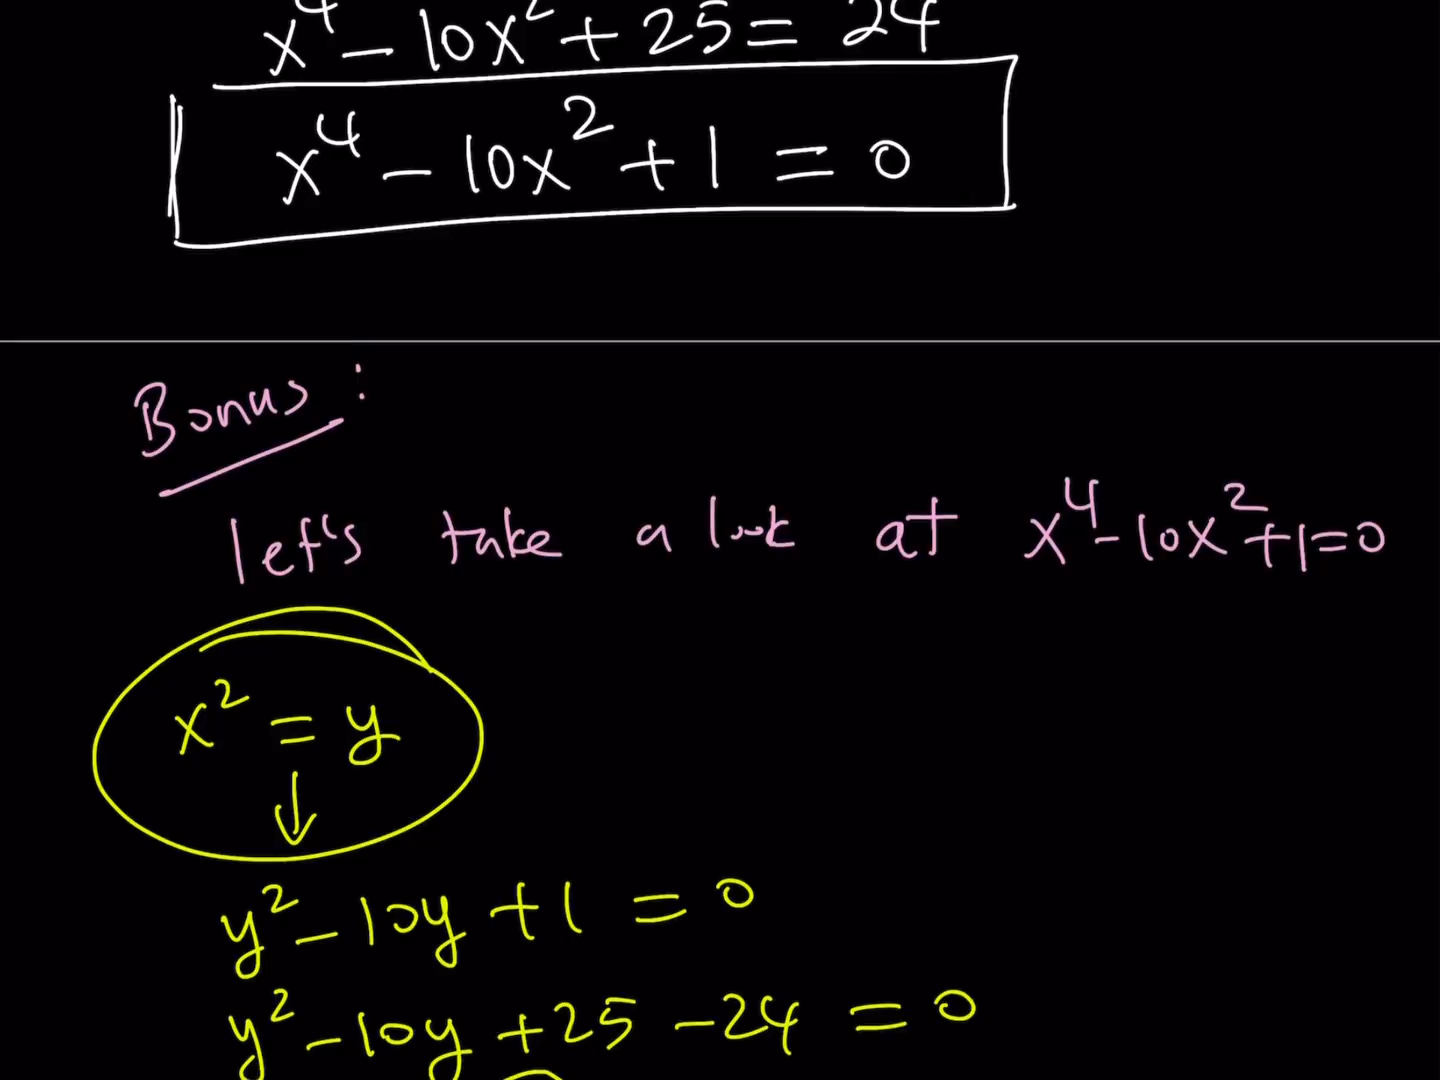 x⁴ - 10x² + 25 = 24
x⁴ - 10x² + 1 = 0
Bonus:
let's take a look at x⁴-10x²+1=0
x² = y
↓
y² - 10y + 1 = 0
y² - 10y + 25 - 24 = 0